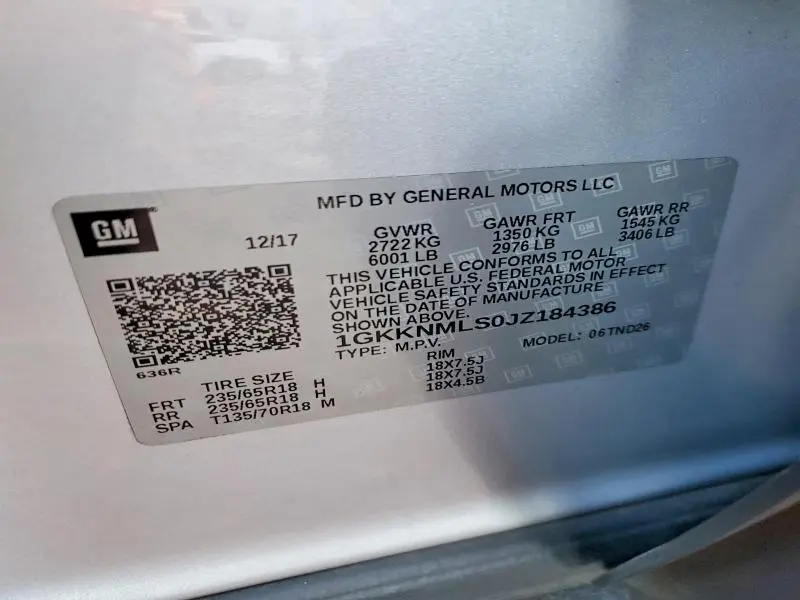 GM
MFD BY GENERAL MOTORS LLC
12/17
GVWR GAWR FRT GAWR RR
2722 KG 1350 KG 1545 KG
6001 LB 2976 LB 3406 LB
THIS VEHICLE CONFORMS TO ALL
APPLICABLE U.S. FEDERAL MOTOR
VEHICLE SAFETY STANDARDS IN EFFECT
ON THE DATE OF MANUFACTURE
SHOWN ABOVE.
1GKKNMLS0JZ184386
TYPE: M.P.V. MODEL: 06TND26
636R
TIRE SIZE RIM
FRT 235/65R18 H 18X7.5J
RR 235/65R18 H 18X7.5J
SPA T135/70R18 M 18X4.5B